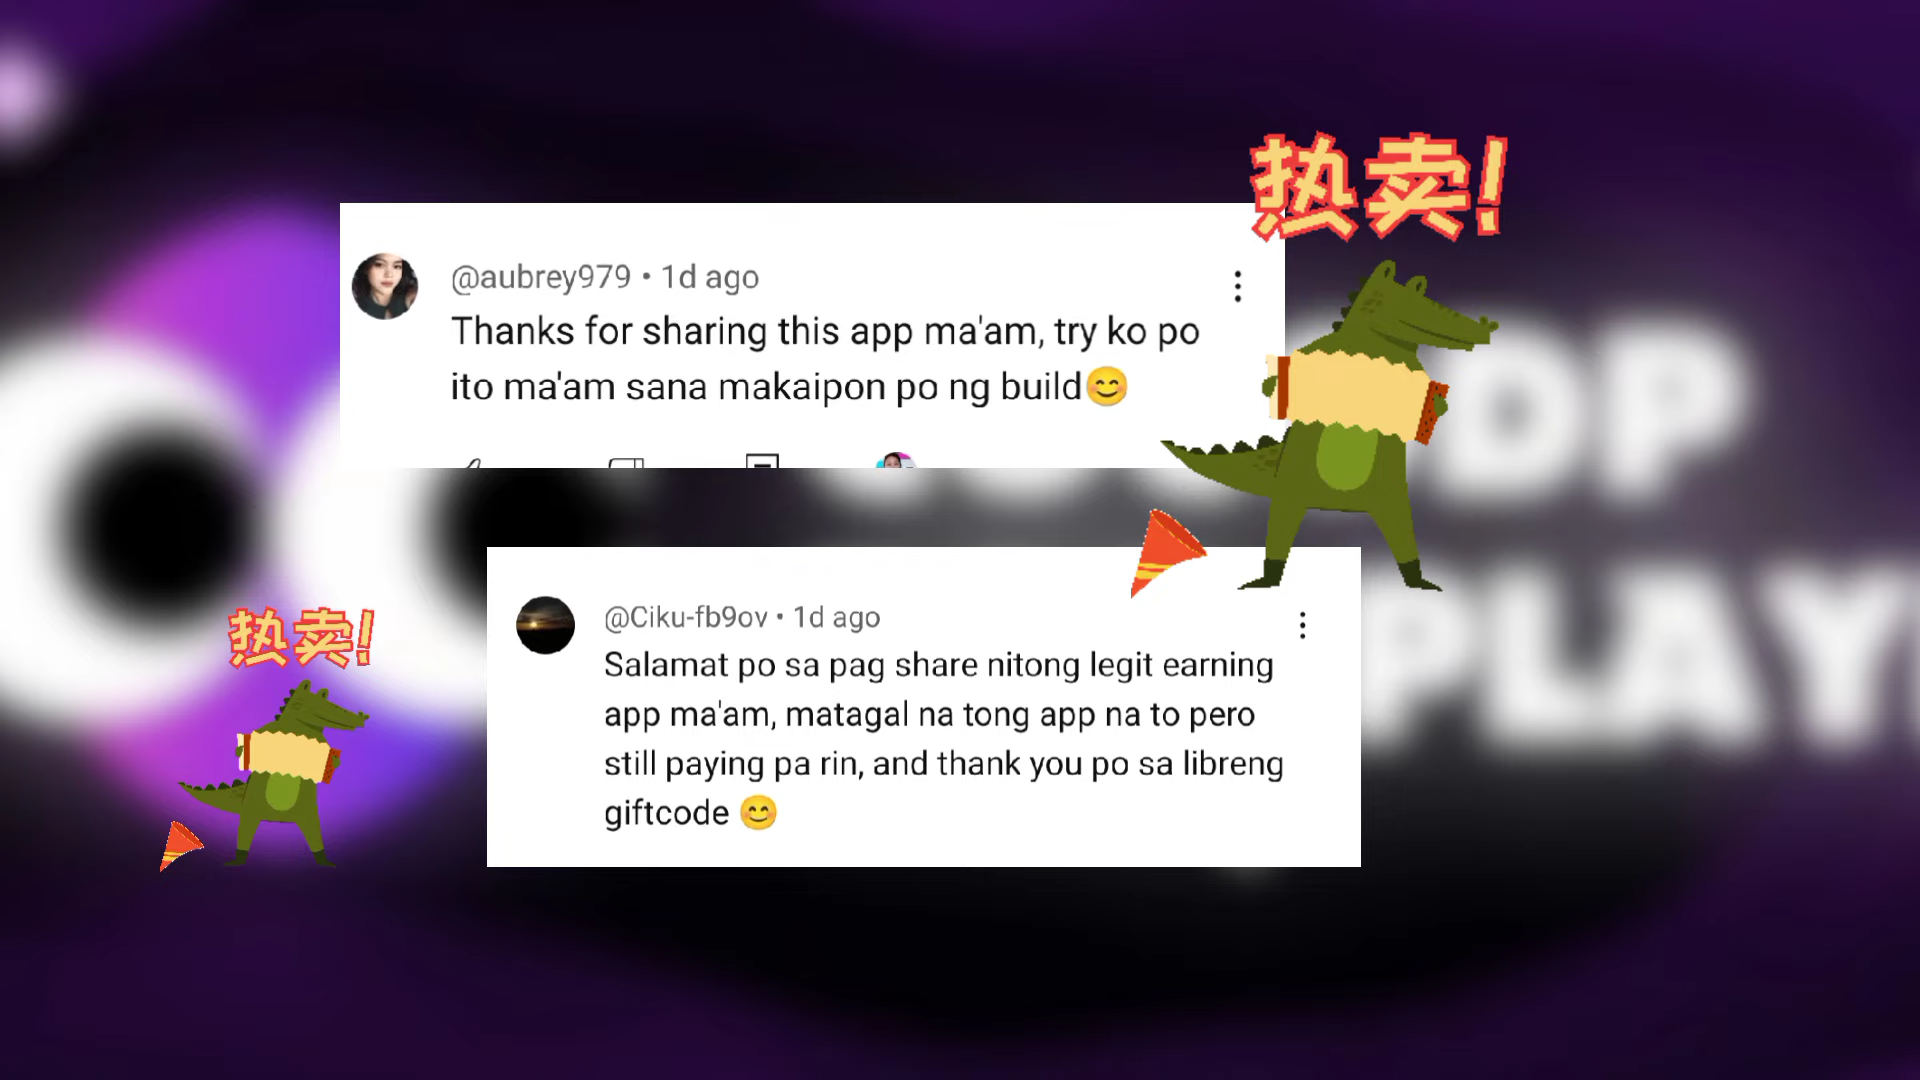 热卖!
@aubrey979 • 1d ago
Thanks for sharing this app ma'am, try ko po
ito ma'am sana makaipon po ng build😊
DP
@Ciku-fb9ov • 1d ago
Salamat po sa pag share nitong legit earning
app ma'am, matagal na tong app na to pero
still paying pa rin, and thank you po sa libreng
giftcode 😊
PLAY
热卖!